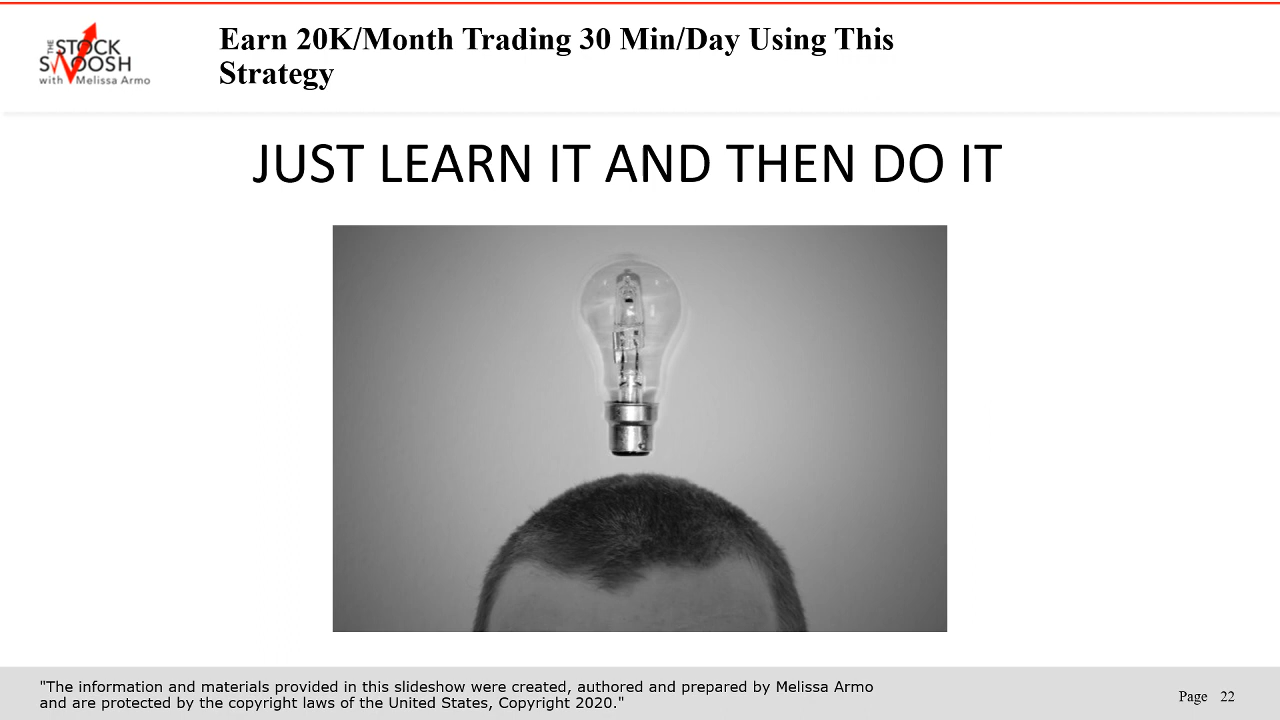 THE
STOCK
SWOOSH
with Melissa Armo
Earn 20K/Month Trading 30 Min/Day Using This
Strategy
JUST LEARN IT AND THEN DO IT
"The information and materials provided in this slideshow were created, authored and prepared by Melissa Armo
and are protected by the copyright laws of the United States, Copyright 2020."
Page 22